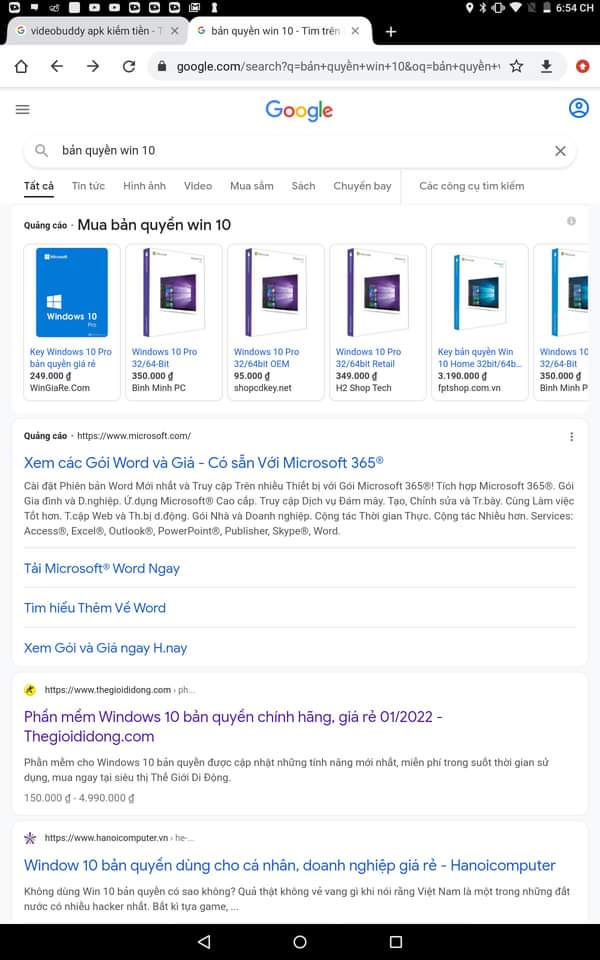 6:54 CH
videobuddy apk kiếm tiền - T
bản quyền win 10 - Tìm trên
google.com/search?q=bản+quyền+win+10&oq=bản+quyền+
Google
bản quyền win 10
Tất cả Tin tức Hình ảnh Video Mua sắm Sách Chuyến bay Các công cụ tìm kiếm
Quảng cáo · Mua bản quyền win 10
Microsoft
Windows 10
Pro
Key Windows 10 Pro
bản quyền giá rẻ
249.000 ₫
WinGiaRe.Com
Windows 10 Pro
32/64-Bit
350.000 ₫
Bình Minh PC
Windows 10 Pro
32/64bit OEM
95.000 ₫
shopcdkey.net
Windows 10 Pro
32/64bit Retail
349.000 ₫
H2 Shop Tech
Key bản quyền Win
10 Home 32bit/64b...
3.190.000 ₫
fptshop.com.vn
Windows 10
32/64-Bit
350.000 ₫
Bình Minh P
Quảng cáo · https://www.microsoft.com/
Xem các Gói Word và Giá - Có sẵn Với Microsoft 365®
Cài đặt Phiên bản Word Mới nhất và Truy cập Trên nhiều Thiết bị với Gói Microsoft 365®! Tích hợp Microsoft 365®. Gói
Gia đình và D.nghiệp. Ứ.dụng Microsoft® Cao cấp. Truy cập Dịch vụ Đám mây. Tạo, Chỉnh sửa và Tr.bày. Cùng Làm việc
Tốt hơn. T.cập Web và Th.bị d.động. Gói Nhà và Doanh nghiệp. Cộng tác Thời gian Thực. Cộng tác Nhiều hơn. Services:
Access®, Excel®, Outlook®, PowerPoint®, Publisher, Skype®, Word.
Tải Microsoft® Word Ngay
Tìm hiểu Thêm Về Word
Xem Gói và Giá ngay H.nay
https://www.thegioididong.com › ph...
Phần mềm Windows 10 bản quyền chính hãng, giá rẻ 01/2022 -
Thegioididong.com
Phần mềm cho Windows 10 bản quyền được cập nhật những tính năng mới nhất, miễn phí trong suốt thời gian sử
dụng, mua ngay tại siêu thị Thế Giới Di Động.
150.000 ₫ - 4.990.000 ₫
https://www.hanoicomputer.vn › he-...
Window 10 bản quyền dùng cho cá nhân, doanh nghiệp giá rẻ - Hanoicomputer
Không dùng Win 10 bản quyền có sao không? Quả thật không vẻ vang gì khi nói rằng Việt Nam là một trong những đất
nước có nhiều hacker nhất. Bất kì tựa game, ...